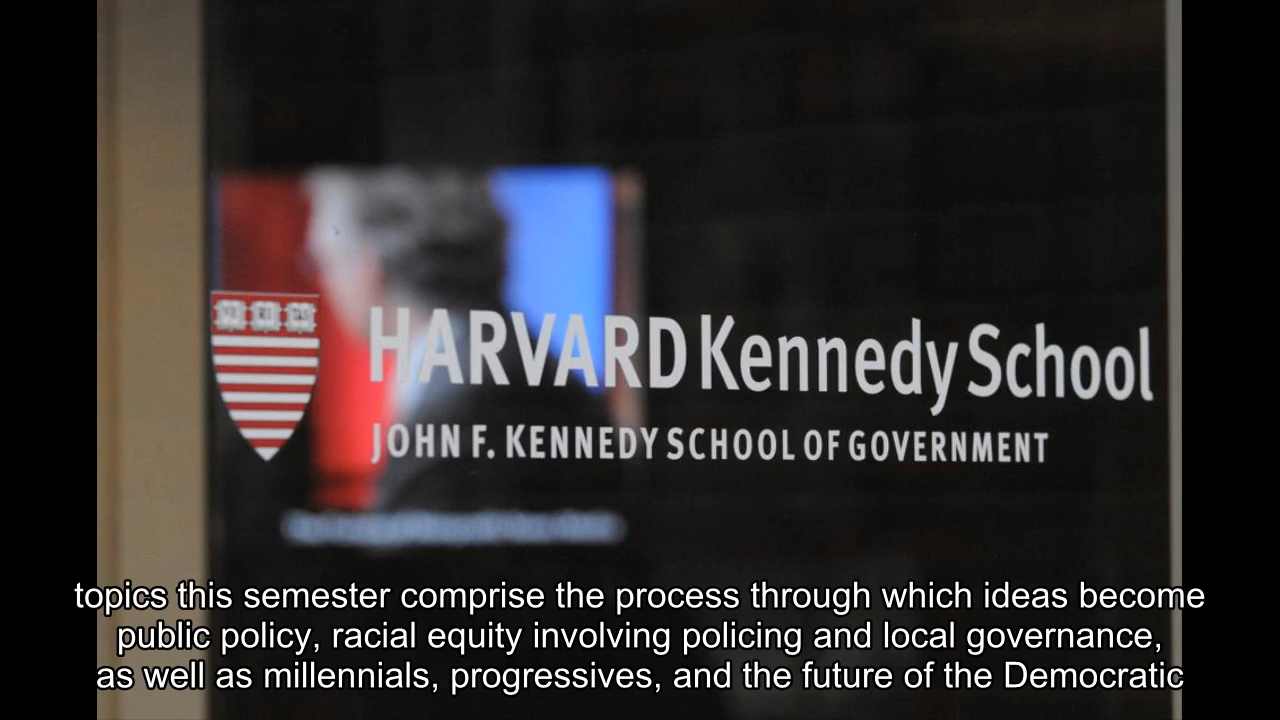 HARVARD Kennedy School
JOHN F. KENNEDY SCHOOL OF GOVERNMENT
topics this semester comprise the process through which ideas become
public policy, racial equity involving policing and local governance,
as well as millennials, progressives, and the future of the Democratic